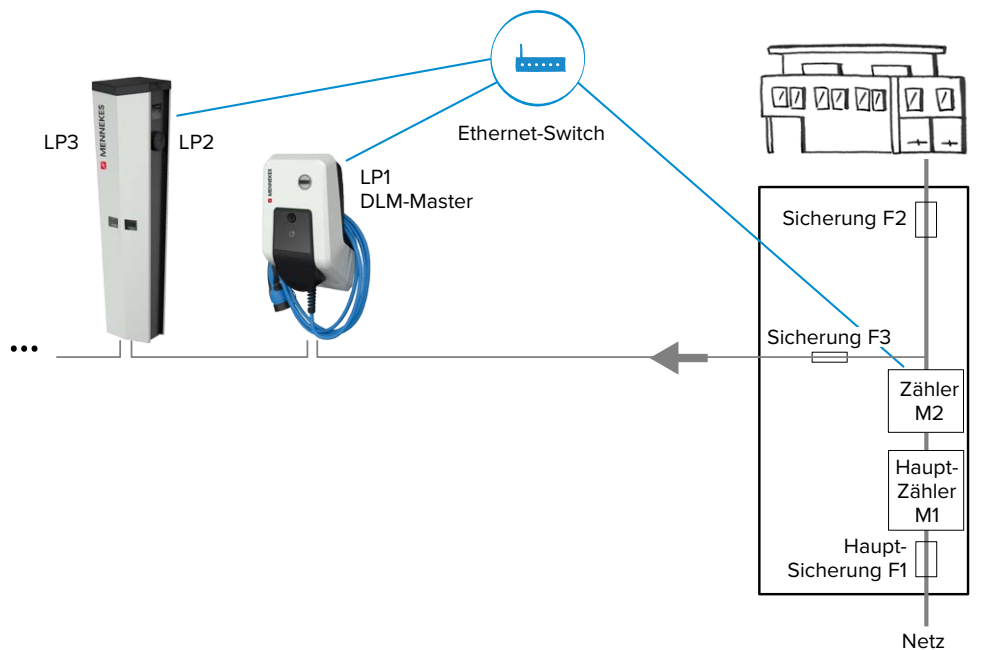 LP3
MENNEKES
LP2
MENNEKES
LP1
DLM-Master
Ethernet-Switch
Sicherung F2
Sicherung F3
Zähler
M2
Haupt-
Zähler
M1
Haupt-
Sicherung F1
Netz
•••